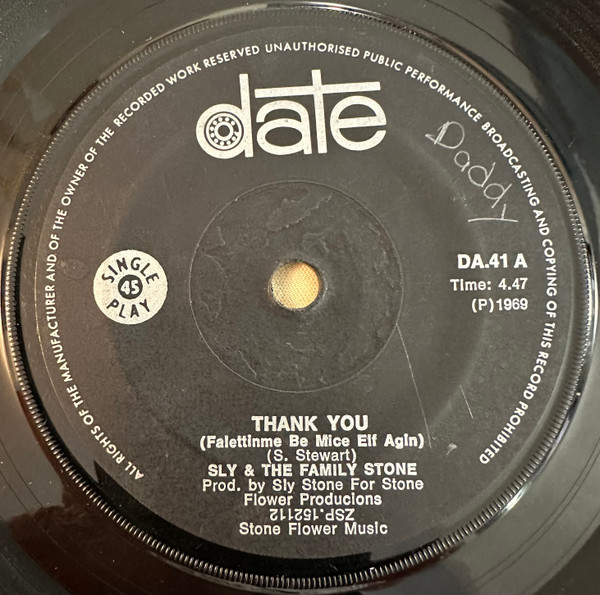 ALL RIGHTS OF THE MANUFACTURER AND OF THE OWNER OF THE RECORDED WORK RESERVED UNAUTHORISED PUBLIC PERFORMANCE BROADCASTING AND COPYING OF THIS RECORD PROHIBITED
date
Daddy
SINGLE
45
PLAY
DA.41 A
Time: 4.47
(P)1969
THANK YOU
(Falettinme Be Mice Elf Agin)
(S. Stewart)
SLY & THE FAMILY STONE
Prod. by Sly Stone For Stone
Flower Producions
ZSP.152112
Stone Flower Music